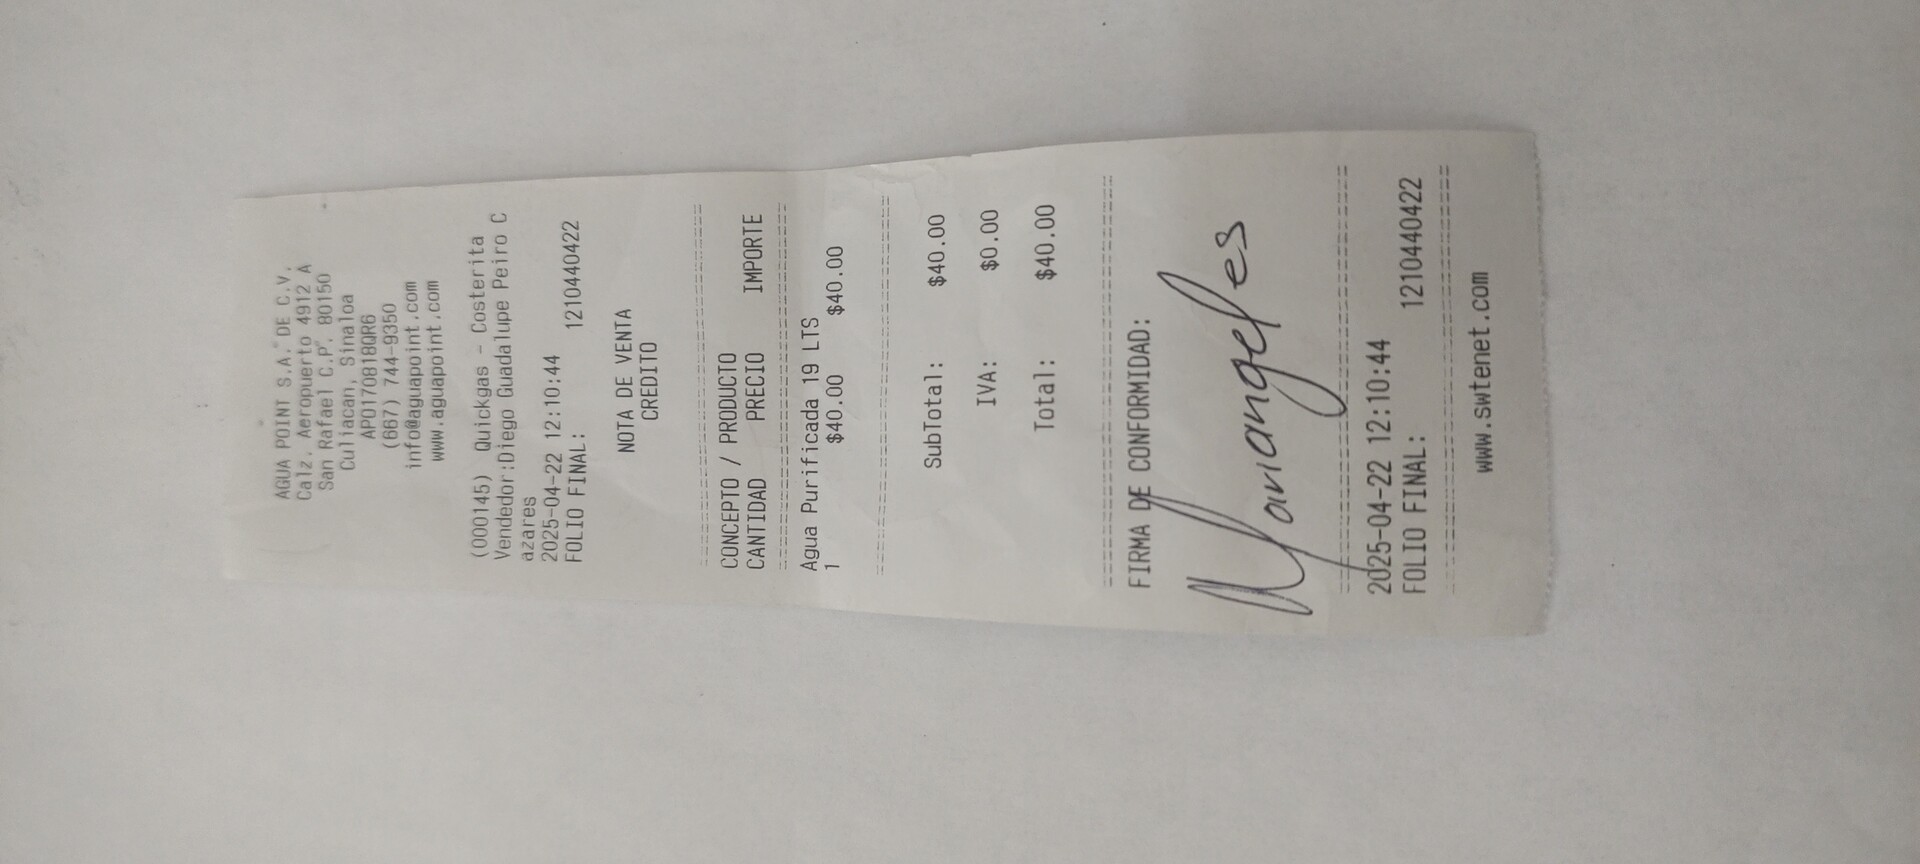 AGUA POINT S.A. DE C.V.
Calz. Aeropuerto 4912 A
San Rafael C.P. 80150
Culiacan, Sinaloa
APO170818QR6
(667) 744-9350
info@aguapoint.com
www.aguapoint.com
(000145) Quickgas - Costerita
Vendedor:Diego Guadalupe Peiro C
azares
2025-04-22 12:10:44
FOLIO FINAL: 1210440422
NOTA DE VENTA
CREDITO
================================
CONCEPTO / PRODUCTO
CANTIDAD PRECIO IMPORTE
================================
Agua Purificada 19 LTS
1 $40.00 $40.00
================================
SubTotal: $40.00
IVA: $0.00
Total: $40.00
================================
FIRMA DE CONFORMIDAD:
Mariangeles
================================
2025-04-22 12:10:44
FOLIO FINAL: 1210440422
================================
www.swtenet.com